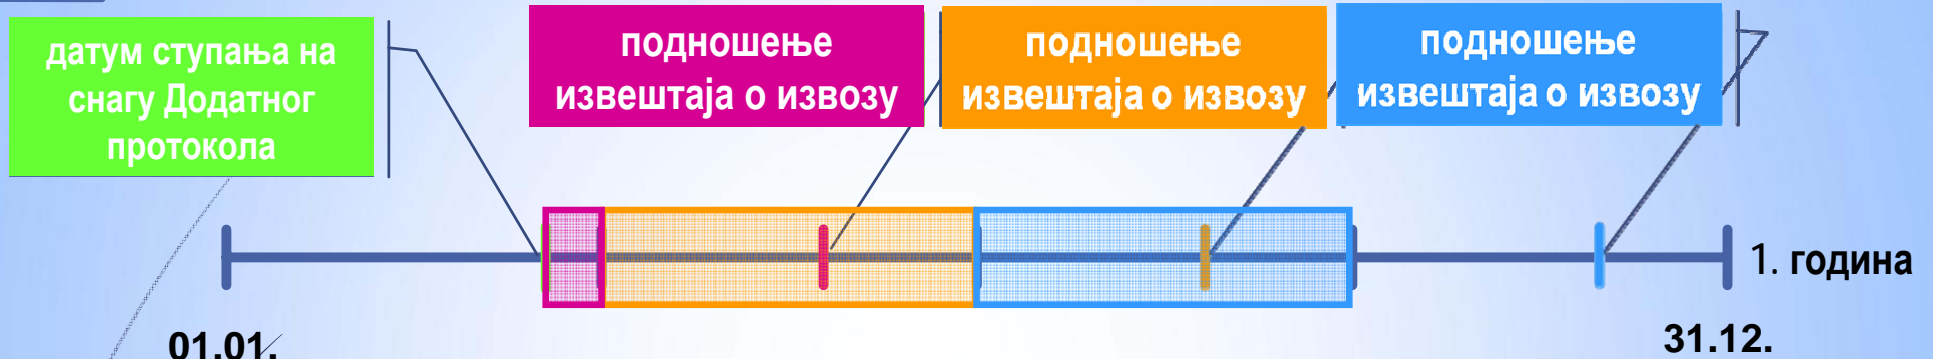 датум ступања на
снагу Додатног
протокола
подношење
извештаја о извозу
подношење
извештаја о извозу
подношење
извештаја о извозу
1. година
01.01.
31.12.